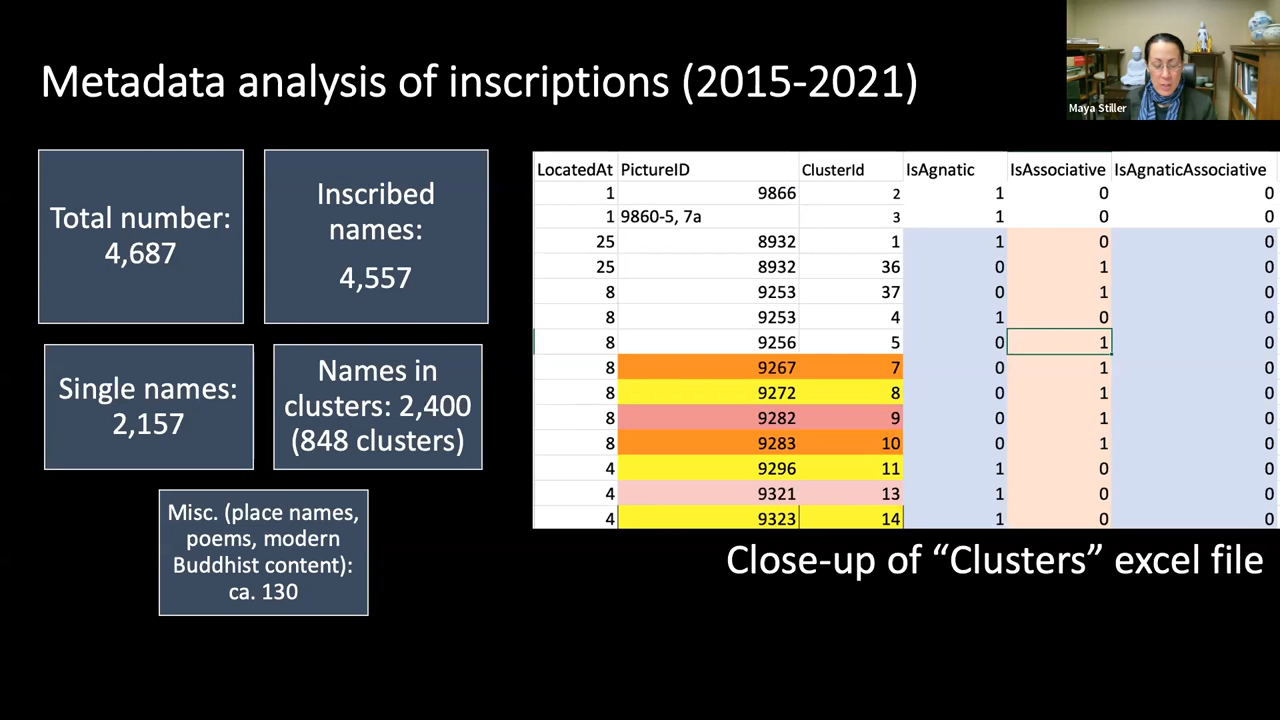 Metadata analysis of inscriptions (2015-2021)
Maya Stiller
Total number:
4,687
Inscribed
names:
4,557
Single names:
2,157
Names in
clusters: 2,400
(848 clusters)
Misc. (place names,
poems, modern
Buddhist content):
ca. 130
LocatedAt PictureID ClusterId IsAgnatic IsAssociative IsAgnaticAssociative
1 9866 2 1 0 0
1 9860-5, 7a 3 1 0 0
25 8932 1 1 0 0
25 8932 36 0 1 0
8 9253 37 0 1 0
8 9253 4 1 0 0
8 9256 5 0 1 0
8 9267 7 0 1 0
8 9272 8 0 1 0
8 9282 9 0 1 0
8 9283 10 0 1 0
4 9296 11 1 0 0
4 9321 13 1 0 0
4 9323 14 1 0 0
Close-up of “Clusters” excel file